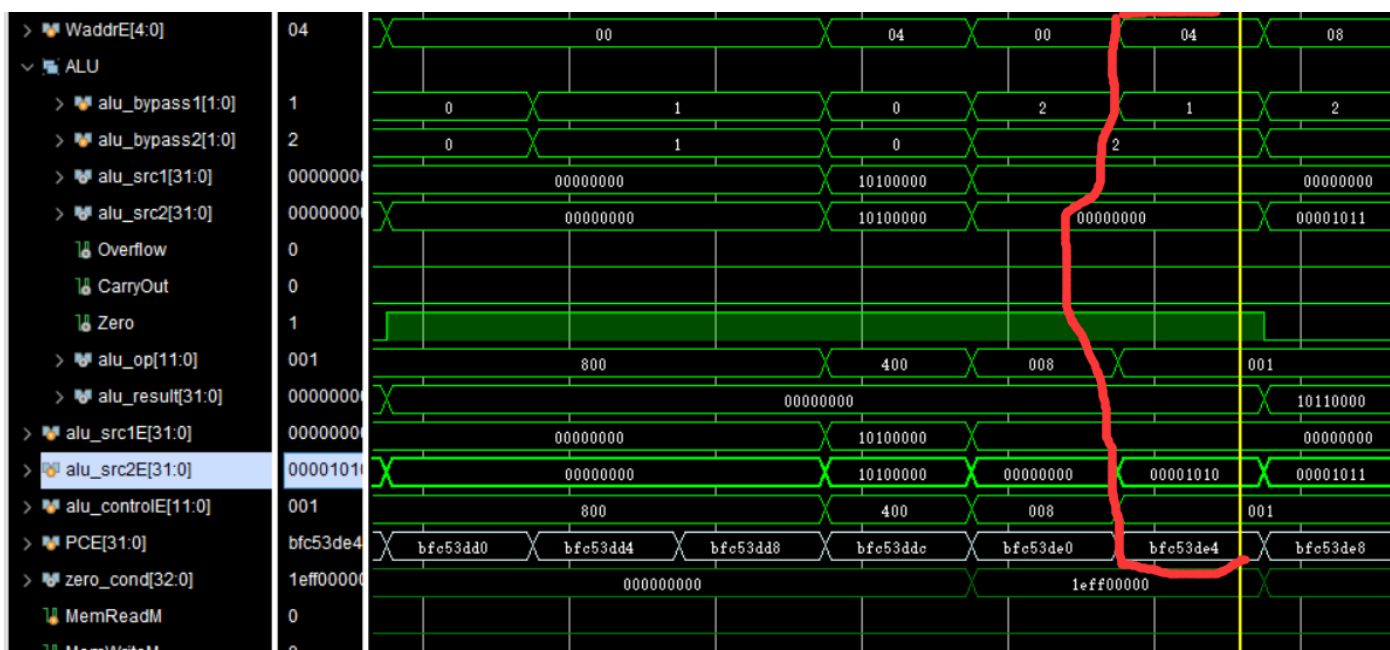 WaddrE[4:0] 04 00 04 00 04 08
ALU
alu_bypass1[1:0] 1 0 1 0 2 1 2
alu_bypass2[1:0] 2 0 1 0 2
alu_src1[31:0] 00000000 00000000 10100000 00000000
alu_src2[31:0] 00000000 00000000 10100000 00000000 00001011
Overflow 0
CarryOut 0
Zero 1
alu_op[11:0] 001 800 400 008 001
alu_result[31:0] 00000000 00000000 10110000
alu_src1E[31:0] 00000000 00000000 10100000 00000000
alu_src2E[31:0] 00001010 00000000 10100000 00000000 00001010 00001011
alu_controlE[11:0] 001 800 400 008 001
PCE[31:0] bfc53de4 bfc53dd0 bfc53dd4 bfc53dd8 bfc53ddc bfc53de0 bfc53de4 bfc53de8
zero_cond[32:0] 1eff00000 000000000 1eff00000
MemReadM 0